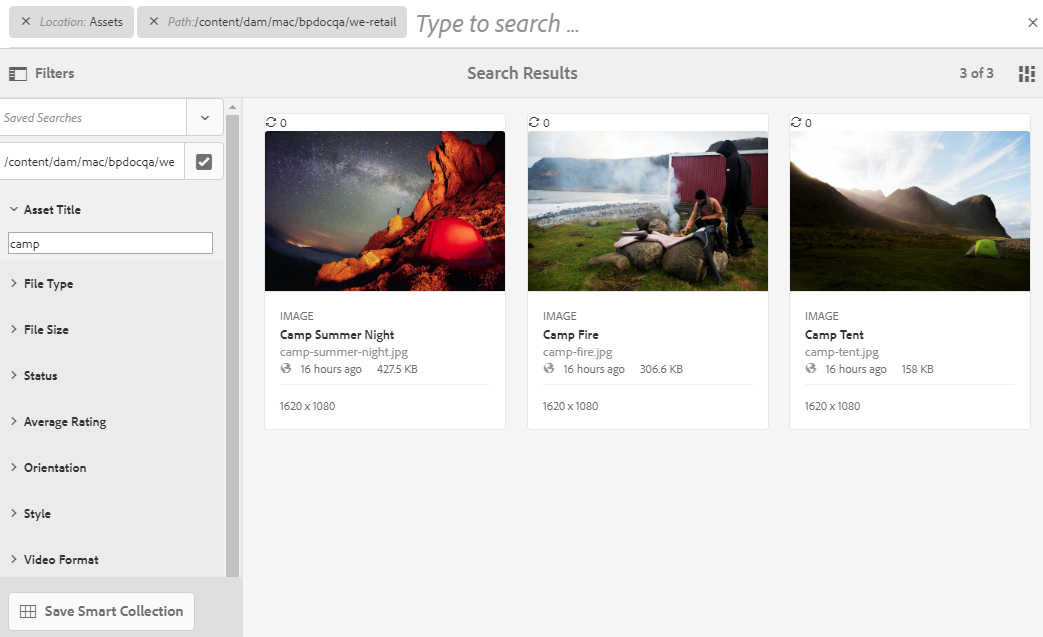 Location: Assets
Path:/content/dam/mac/bpdocqa/we-retail
Type to search ...
Filters
Search Results
3 of 3
Saved Searches
/content/dam/mac/bpdocqa/we
Asset Title
camp
File Type
File Size
Status
Average Rating
Orientation
Style
Video Format
Save Smart Collection
0
IMAGE
Camp Summer Night
camp-summer-night.jpg
16 hours ago 427.5 KB
1620 x 1080
0
IMAGE
Camp Fire
camp-fire.jpg
16 hours ago 306.6 KB
1620 x 1080
0
IMAGE
Camp Tent
camp-tent.jpg
16 hours ago 158 KB
1620 x 1080